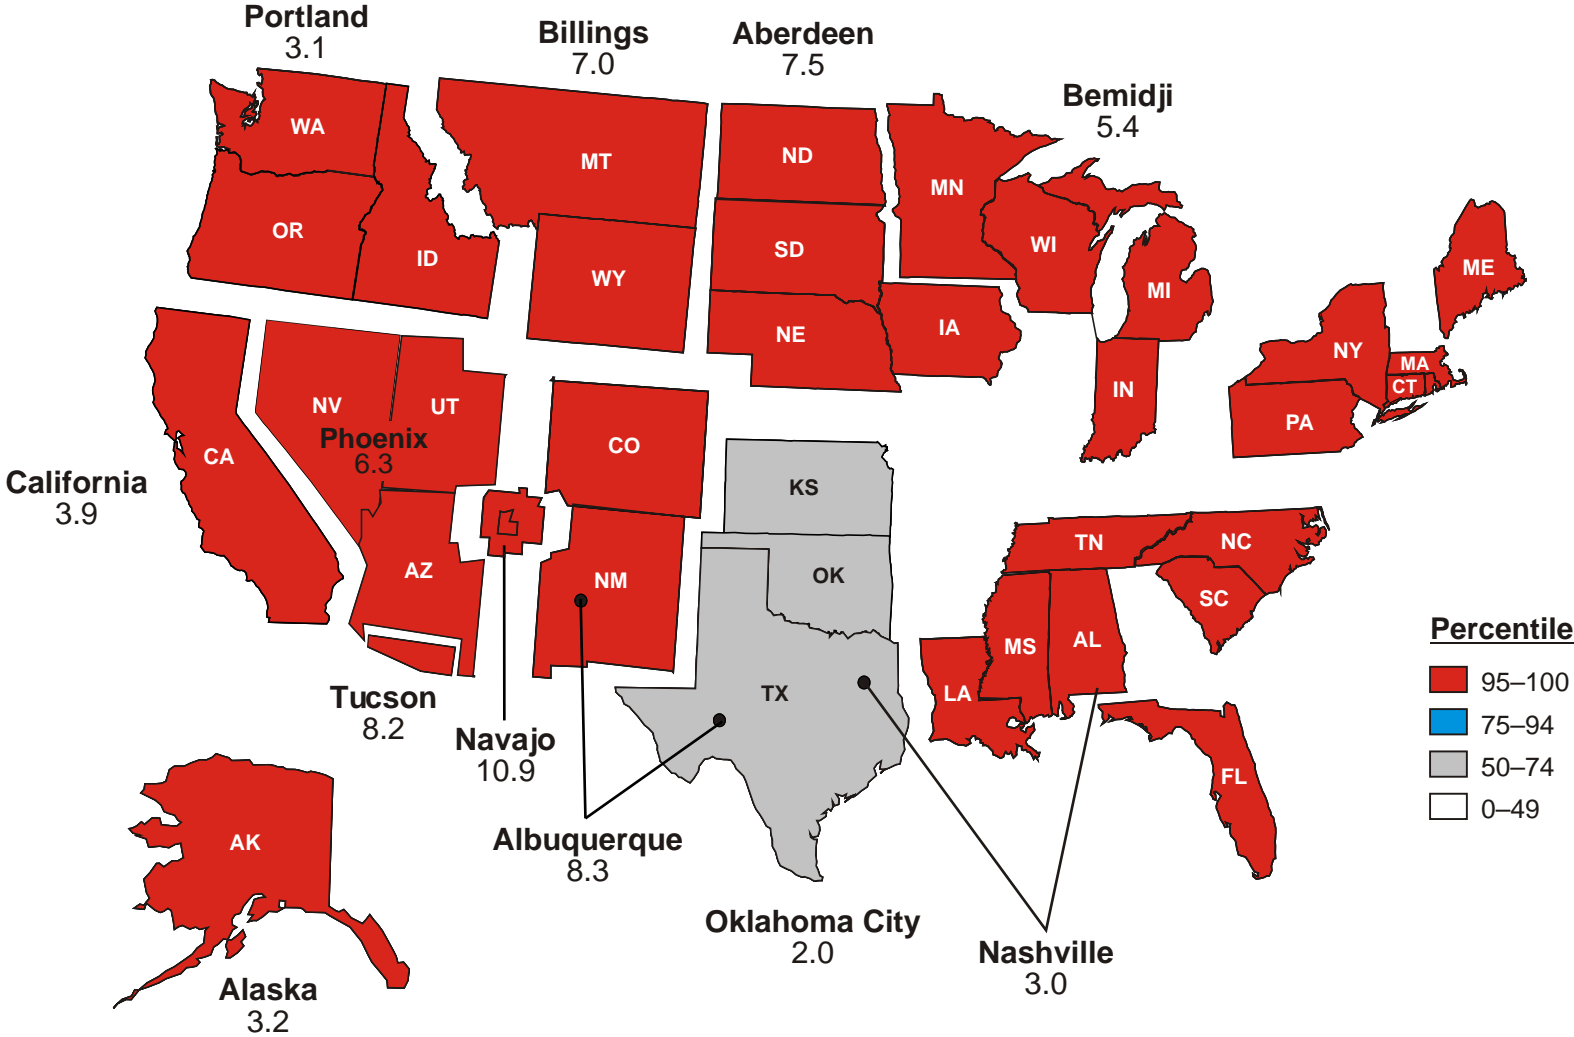 Portland
3.1
Billings
7.0
Aberdeen
7.5
Bemidji
5.4
WA
MT
ND
MN
OR
ID
WY
SD
WI
MI
ME
NE
IA
NY
MA
CT
PA
IN
NV
UT
CO
Phoenix
6.3
CA
California
3.9
KS
AZ
NM
OK
TN
NC
SC
MS
AL
LA
TX
FL
Percentile
95–100
75–94
50–74
0–49
Tucson
8.2
Navajo
10.9
Albuquerque
8.3
AK
Alaska
3.2
Oklahoma City
2.0
Nashville
3.0